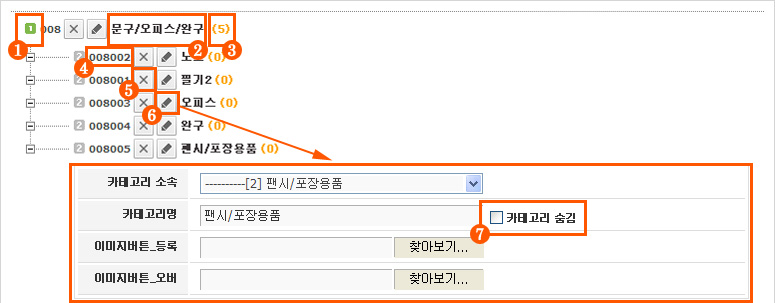 1 008 문구/오피스/완구 (5)
1 2 3
2 008002 노트 (0)
4
2 008001 필기2 (0)
5
2 008003 오피스 (0)
6
2 008004 완구 (0)
2 008005 팬시/포장용품 (0)
카테고리 소속 ----------[2] 팬시/포장용품
카테고리명 팬시/포장용품 카테고리 숨김
7
이미지버튼_등록 찾아보기...
이미지버튼_오버 찾아보기...